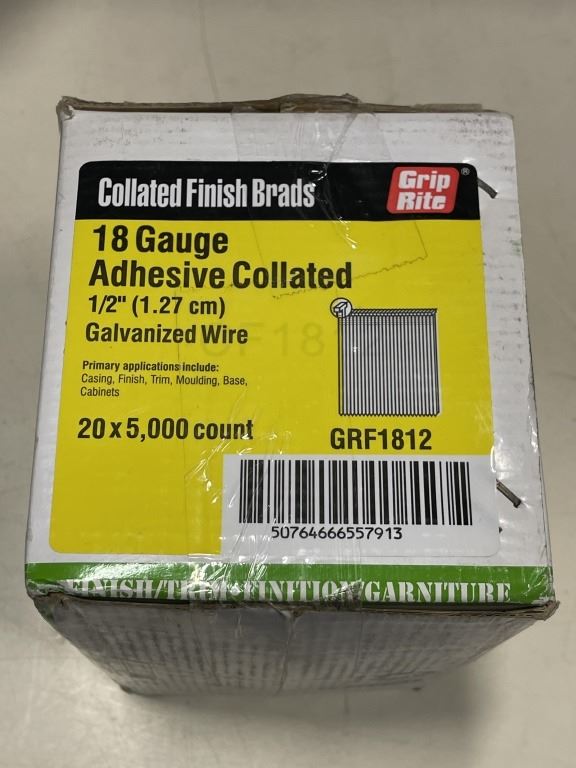 Collated Finish Brads
Grip
Rite®
18 Gauge
Adhesive Collated
1/2" (1.27 cm)
Galvanized Wire
Primary applications include:
Casing, Finish, Trim, Moulding, Base,
Cabinets
20 x 5,000 count
GRF1812
50764666557913
FINISH/TRIM/FINITION/GARNITURE